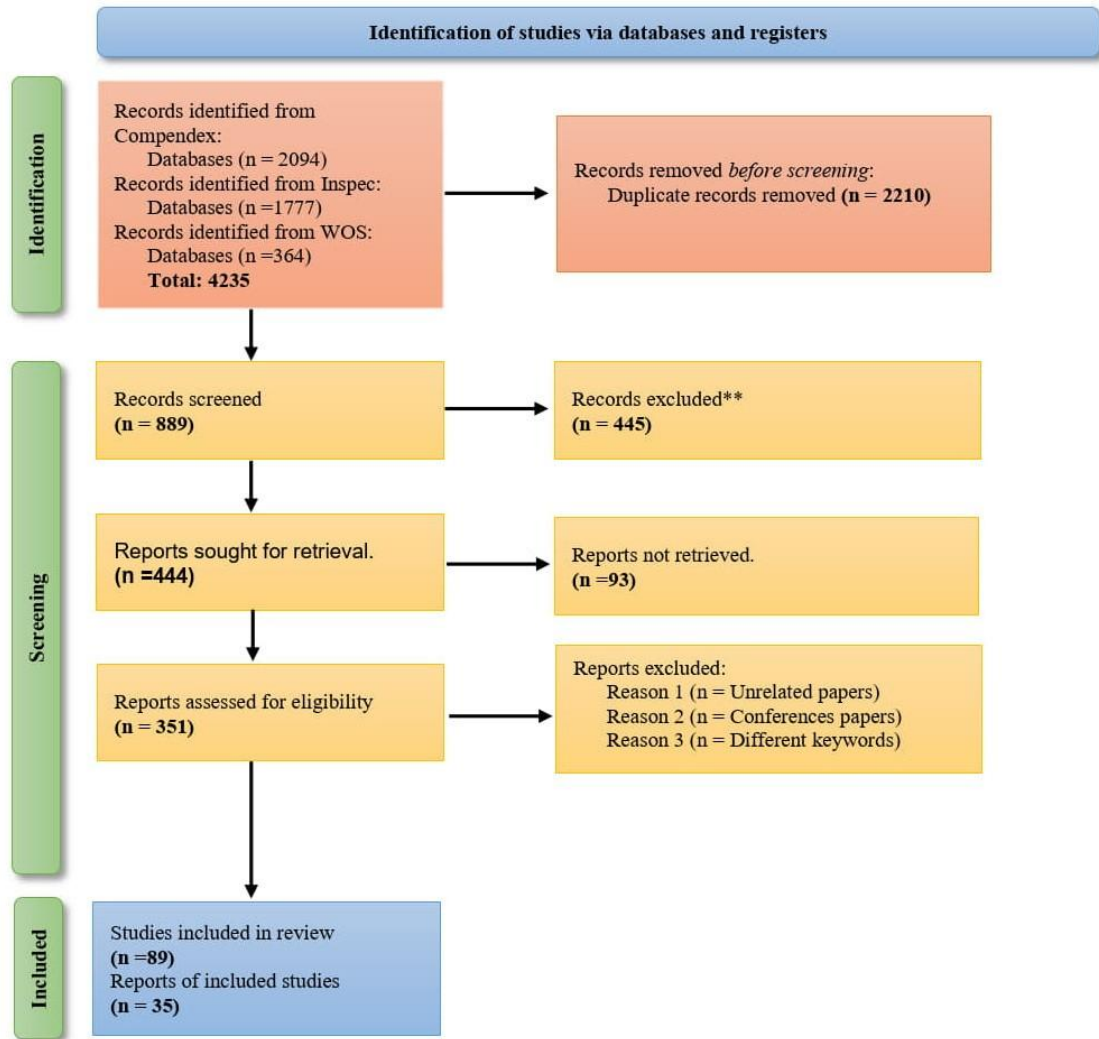 Identification of studies via databases and registers
Identification
Records identified from
Compendex:
Databases (n = 2094)
Records identified from Inspec:
Databases (n =1777)
Records identified from WOS:
Databases (n =364)
Total: 4235
Records removed before screening:
Duplicate records removed (n = 2210)
Screening
Records screened
(n = 889)
Records excluded**
(n = 445)
Reports sought for retrieval.
(n =444)
Reports not retrieved.
(n =93)
Reports assessed for eligibility
(n = 351)
Reports excluded:
Reason 1 (n = Unrelated papers)
Reason 2 (n = Conferences papers)
Reason 3 (n = Different keywords)
Included
Studies included in review
(n =89)
Reports of included studies
(n = 35)